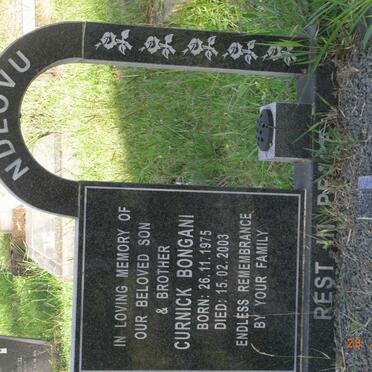 NDLOVU
IN LOVING MEMORY OF
OUR BELOVED SON
& BROTHER
CURNICK BONGANI
BORN: 26.11.1975
DIED: 15.02.2003
ENDLESS REMEMBRANCE
BY YOUR FAMILY
REST IN